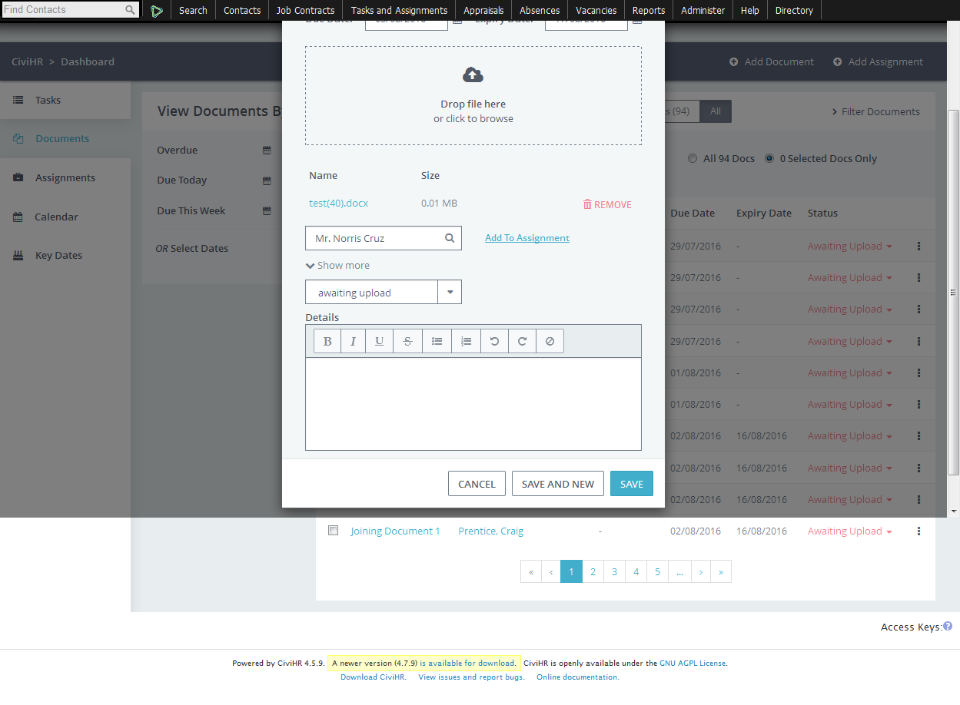 Find Contacts Search Contacts Job Contracts Tasks and Assignments Appraisals Absences Vacancies Reports Administer Help Directory
Due Date: Expiry Date:
CiviHR > Dashboard Add Document Add Assignment
Tasks
Documents
Assignments
Calendar
Key Dates
View Documents By
Overdue
Due Today
Due This Week
OR Select Dates
Drop file here
or click to browse
Name Size
test(40).docx 0.01 MB REMOVE
Mr. Norris Cruz Add To Assignment
Show more
awaiting upload
Details
B I U S
CANCEL SAVE AND NEW SAVE
(94) All > Filter Documents
All 94 Docs 0 Selected Docs Only
Due Date Expiry Date Status
29/07/2016 - Awaiting Upload
29/07/2016 - Awaiting Upload
29/07/2016 - Awaiting Upload
29/07/2016 - Awaiting Upload
01/08/2016 - Awaiting Upload
01/08/2016 - Awaiting Upload
02/08/2016 16/08/2016 Awaiting Upload
02/08/2016 16/08/2016 Awaiting Upload
02/08/2016 16/08/2016 Awaiting Upload
Joining Document 1 Prentice, Craig - 02/08/2016 16/08/2016 Awaiting Upload
« ‹ 1 2 3 4 5 ... › »
Access Keys:
Powered by CiviHR 4.5.9. A newer version (4.7.9) is available for download. CiviHR is openly available under the GNU AGPL License.
Download CiviHR. View issues and report bugs. Online documentation.